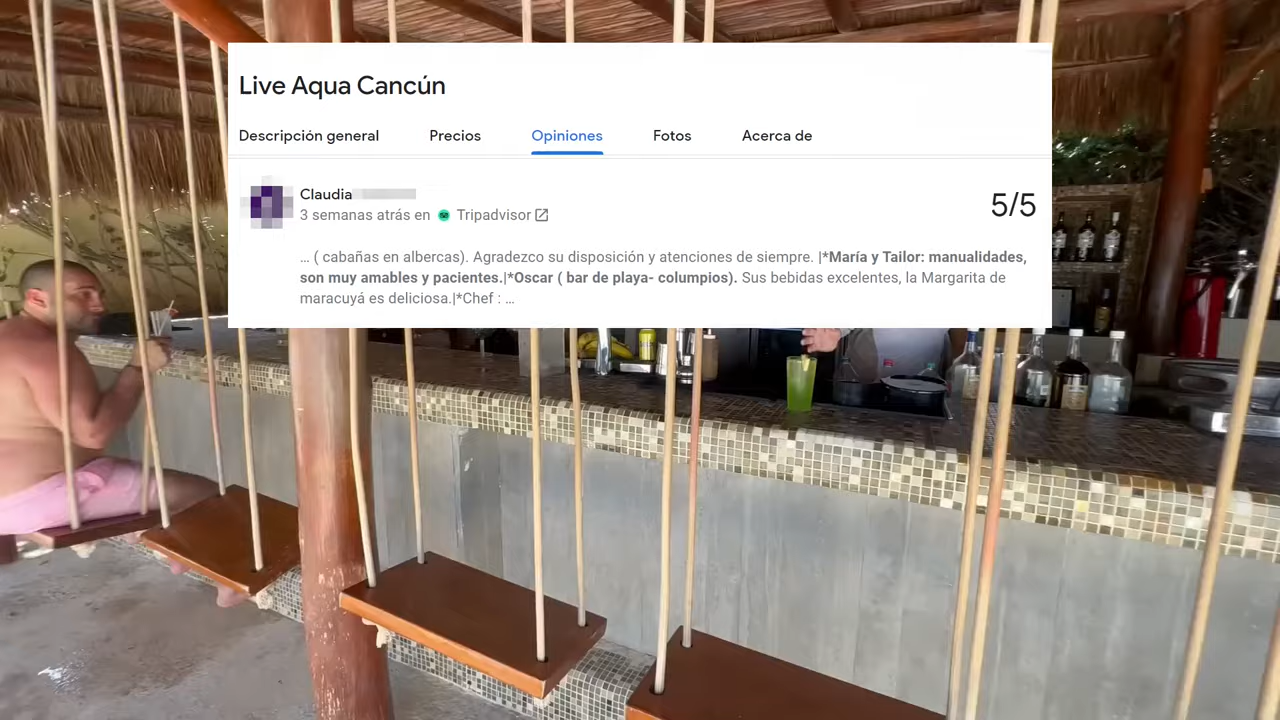 Live Aqua Cancún
Descripción general Precios Opiniones Fotos Acerca de
Claudia
3 semanas atrás en Tripadvisor
5/5
… ( cabañas en albercas). Agradezco su disposición y atenciones de siempre. |*María y Tailor: manualidades,
son muy amables y pacientes.|*Oscar ( bar de playa- columpios). Sus bebidas excelentes, la Margarita de
maracuyá es deliciosa.|*Chef : …